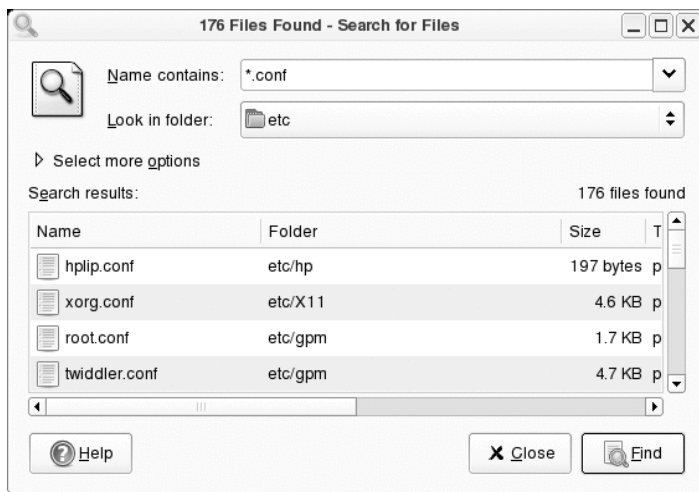 176 Files Found - Search for Files
Name contains: *.conf
Look in folder: etc
Select more options
Search results: 176 files found
Name Folder Size T
hplip.conf etc/hp 197 bytes p
xorg.conf etc/X11 4.6 KB p
root.conf etc/gpm 1.7 KB p
twiddler.conf etc/gpm 4.7 KB p
Help Close Find